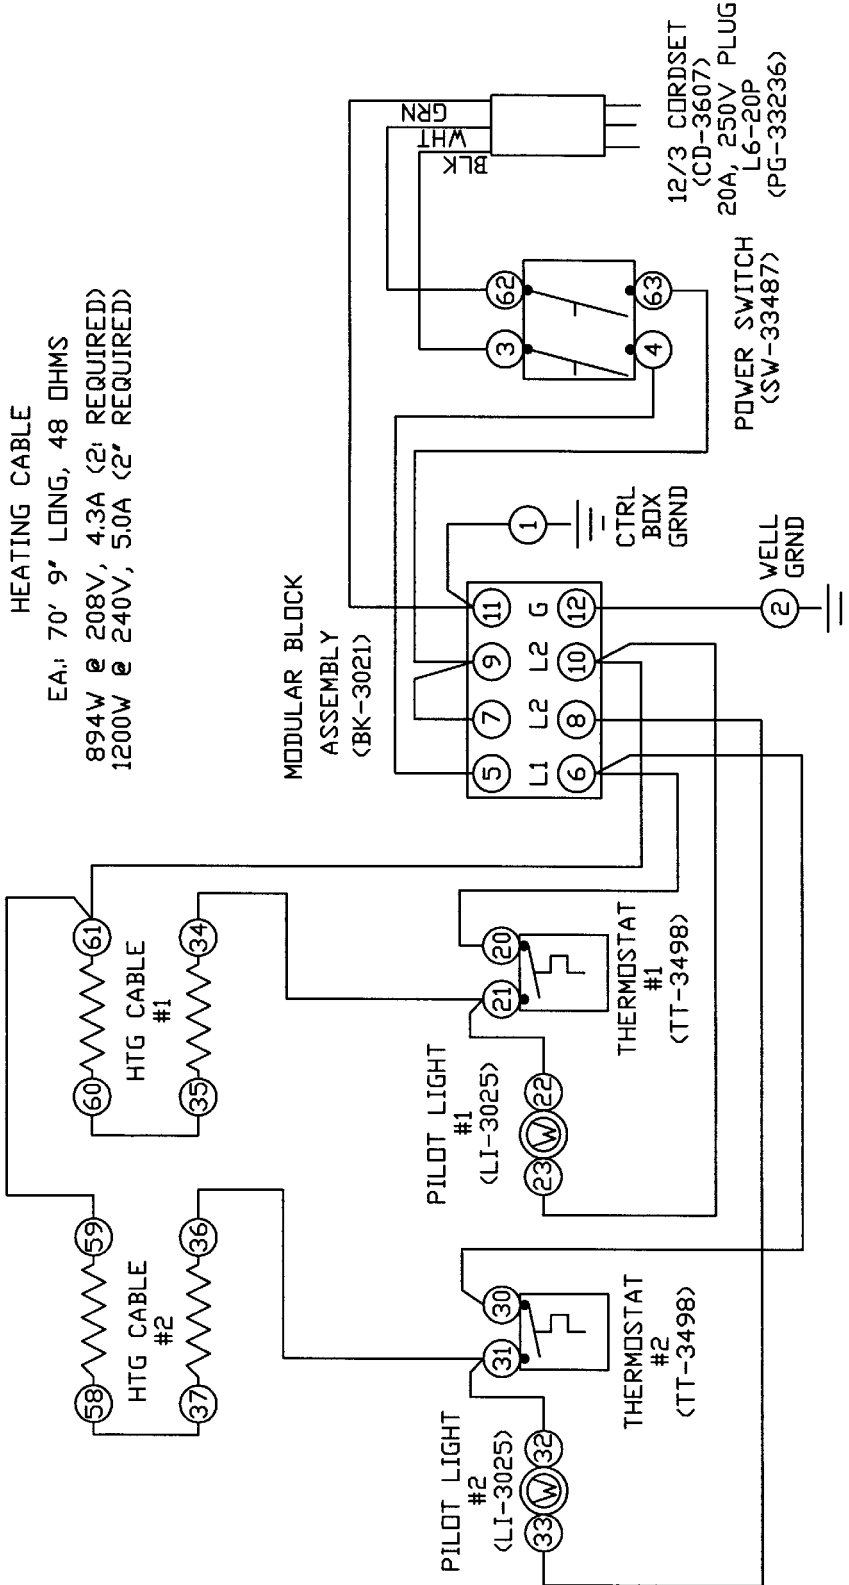 HEATING CABLE
EA.: 70' 9" LONG, 48 OHMS
894W @ 208V, 4.3A (2: REQUIRED)
1200W @ 240V, 5.0A (2" REQUIRED)
61
60
HTG CABLE
#1
34
35
59
58
HTG CABLE
#2
36
37
MODULAR BLOCK
ASSEMBLY
(BK-3021)
5
7
9
11
L1
L2
L2
G
6
8
10
12
1
CTRL
BOX
GRND
2
WELL
GRND
GRN
WHT
BLK
12/3 CORDSET
(CD-3607)
20A, 250V PLUG
L6-20P
(PG-33236)
3
62
4
63
POWER SWITCH
(SW-33487)
PILOT LIGHT
#1
(LI-3025)
23
W
22
21
20
THERMOSTAT
#1
(TT-3498)
PILOT LIGHT
#2
(LI-3025)
33
W
32
31
30
THERMOSTAT
#2
(TT-3498)